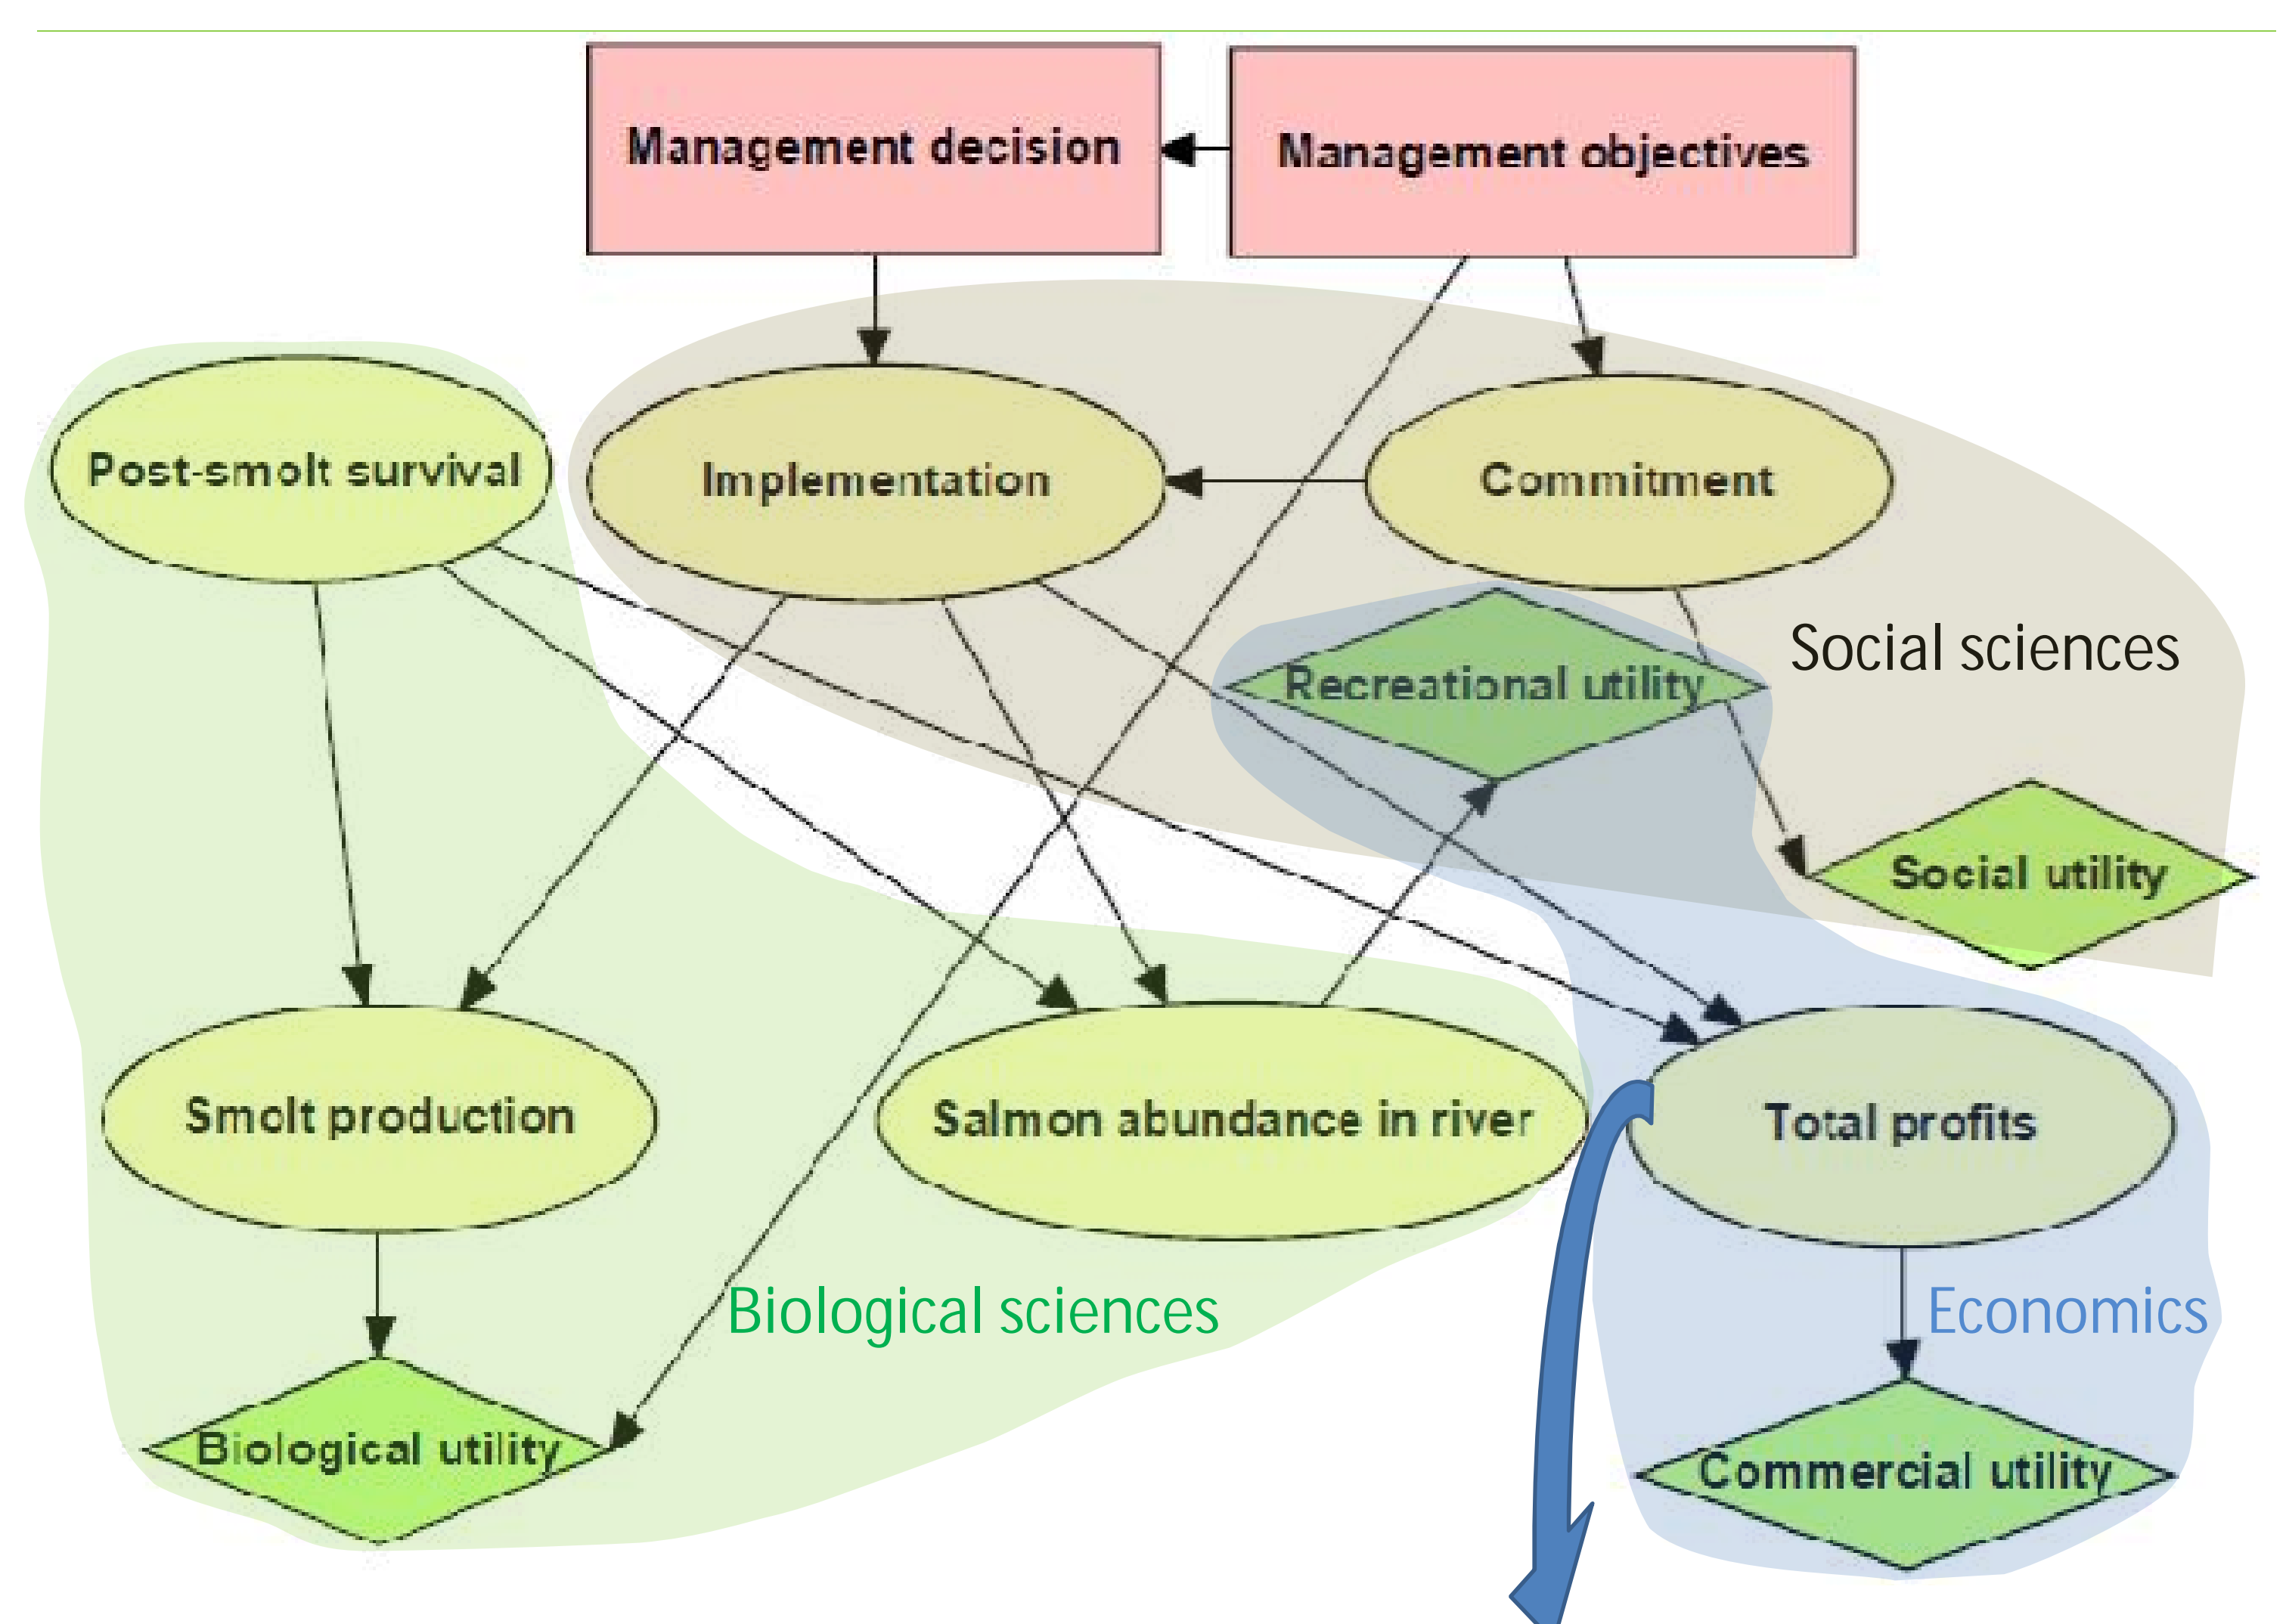 Management decision
Management objectives
Post-smolt survival
Implementation
Commitment
Social sciences
Recreational utility
Social utility
Smolt production
Salmon abundance in river
Total profits
Biological sciences
Economics
Biological utility
Commercial utility